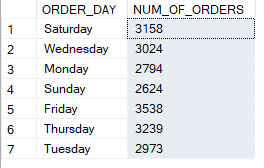 ORDER_DAY NUM_OF_ORDERS
1 Saturday 3158
2 Wednesday 3024
3 Monday 2794
4 Sunday 2624
5 Friday 3538
6 Thursday 3239
7 Tuesday 2973